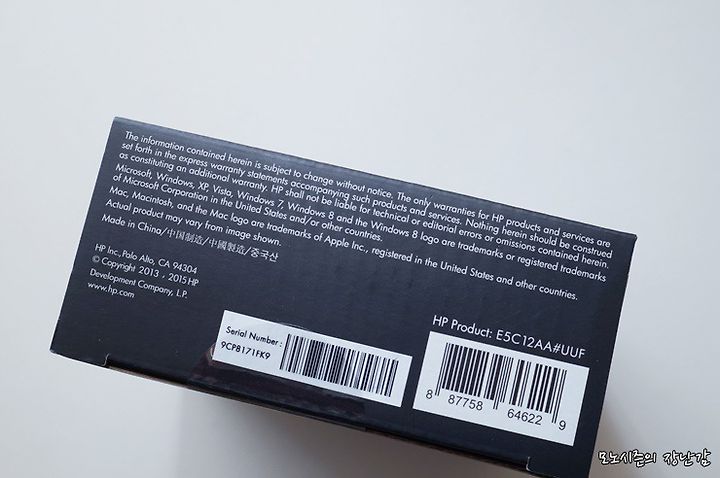 The information contained herein is subject to change without notice. The only warranties for HP products and services are
set forth in the express warranty statements accompanying such products and services. Nothing herein should be construed
as constituting an additional warranty. HP shall not be liable for technical or editorial errors or omissions contained herein.
Microsoft, Windows, XP, Vista, Windows 7, Windows 8 and the Windows 8 logo are trademarks or registered trademarks
of Microsoft Corporation in the United States and/or other countries.
Mac, Macintosh, and the Mac logo are trademarks of Apple Inc., registered in the United States and other countries.
Actual product may vary from image shown.
Made in China/中国制造/中國製造/중국산
HP Inc., Palo Alto, CA 94304
© Copyright 2013 , 2015 HP
Development Company, L.P.
www.hp.com
Serial Number :
9CP8171FK9
HP Product: E5C12AA#UUF
8 87758 64622 9
모노시즌의 장난감